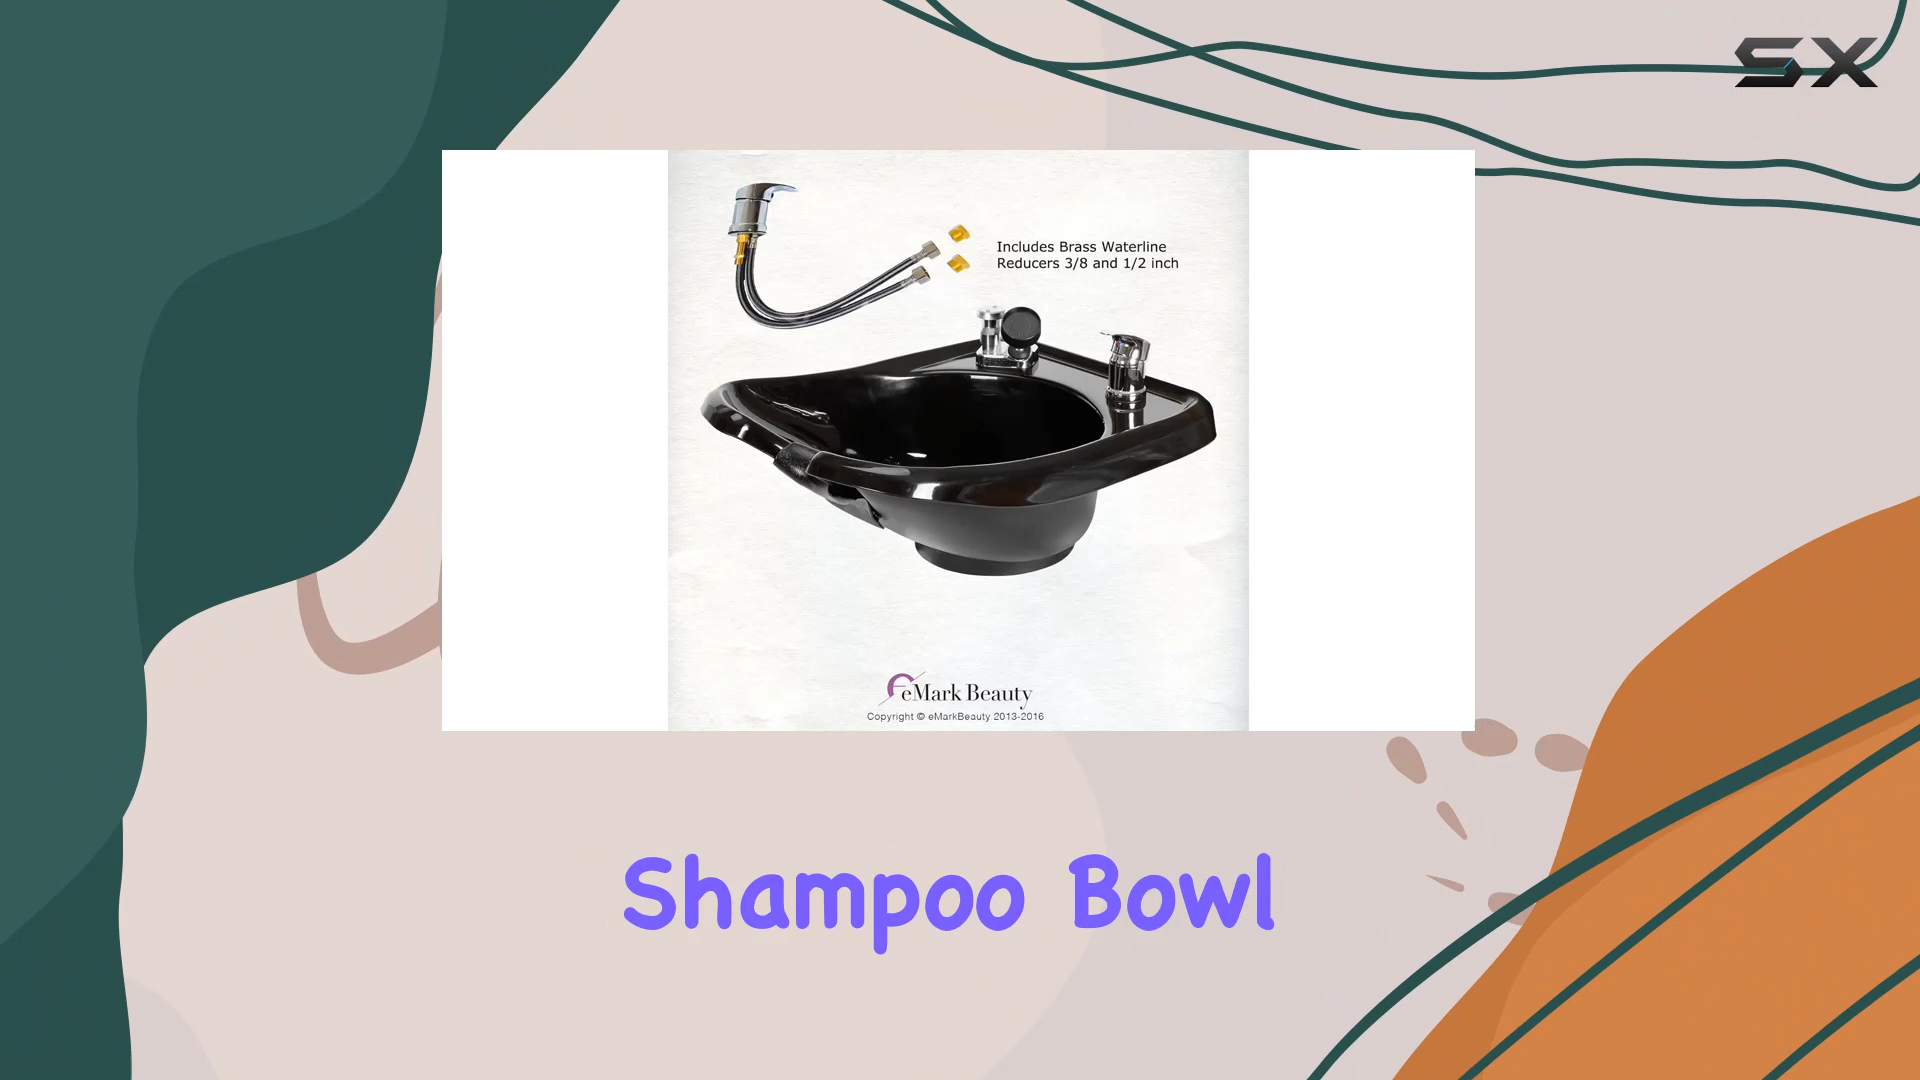 SX
Includes Brass Waterline
Reducers 3/8 and 1/2 inch
eMark Beauty
Copyright © eMarkBeauty 2013-2016
Shampoo Bowl